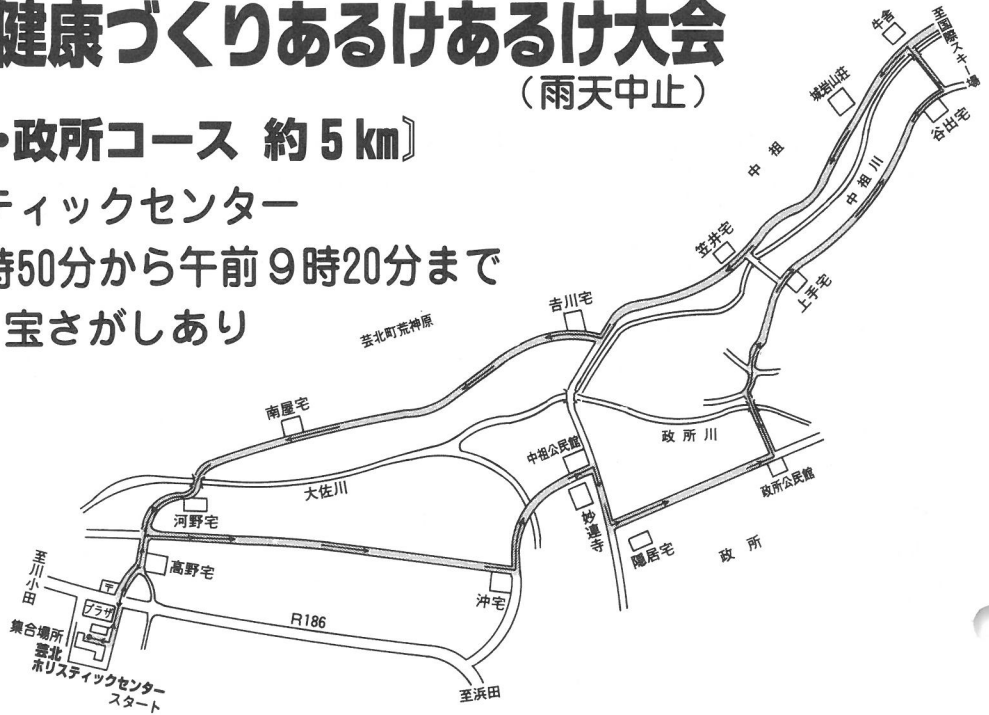 健康づくりあるけあるけ大会
（雨天中止）
・政所コース 約5km〕
ティックセンター
時50分から午前9時20分まで
宝さがしあり
牛舎
至国際スキー場
城岩山荘
谷出宅
中祖
中祖川
笠井宅
上手宅
吉川宅
芸北町荒神原
南屋宅
政所川
中祖公民館
政所公民館
大佐川
河野宅
妙蓮寺
隠居宅
政所
至川小田
高野宅
〒
プラザ
沖宅
R186
集合場所
芸北
ホリスティックセンター
スタート
至浜田